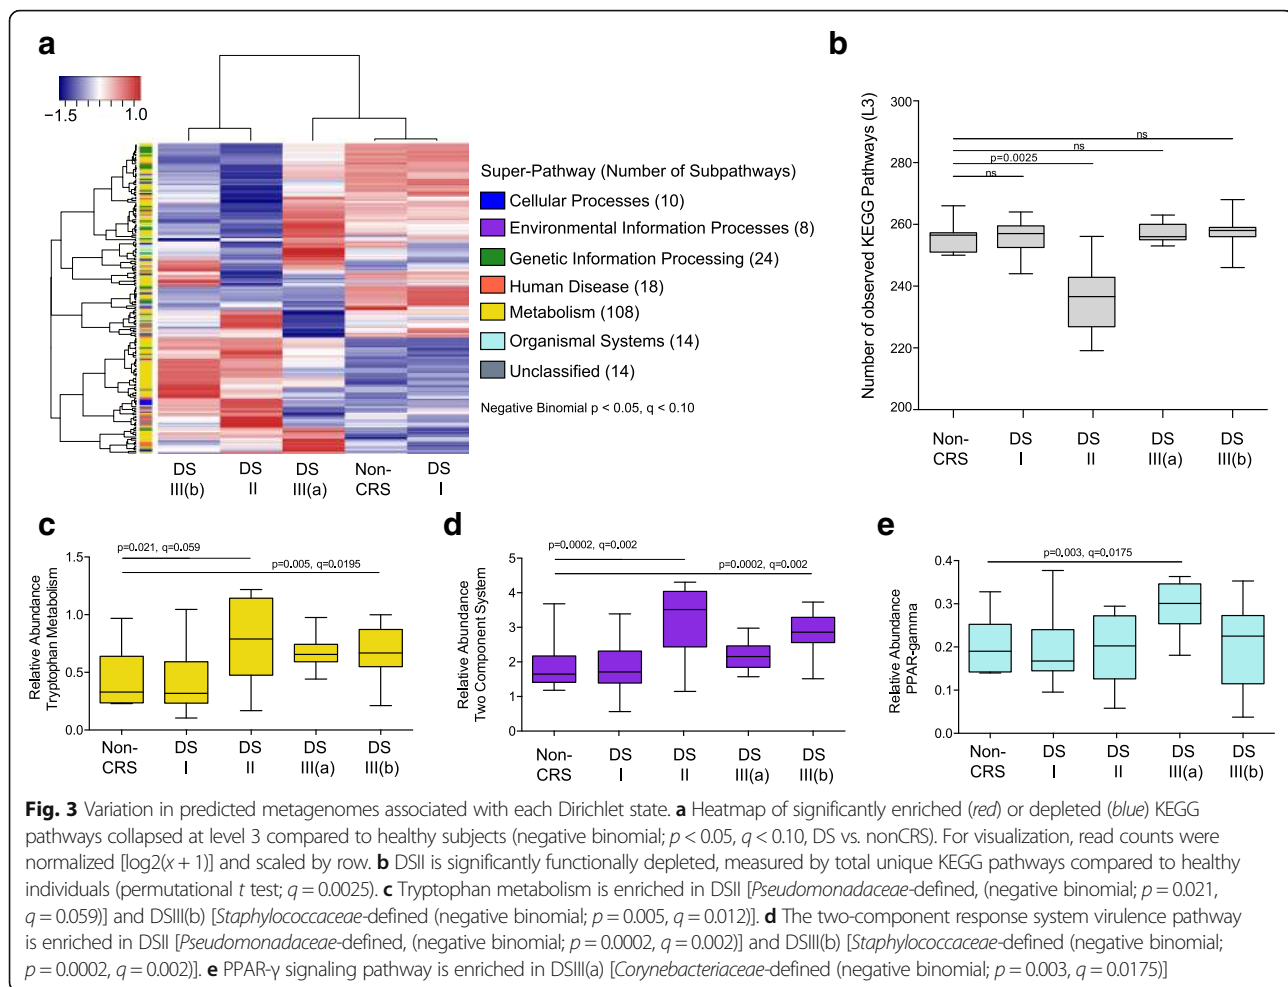 a
−1.5
1.0
DS
III(b)
DS
II
DS
III(a)
Non-
CRS
DS
I
Super-Pathway (Number of Subpathways)
Cellular Processes (10)
Environmental Information Processes (8)
Genetic Information Processing (24)
Human Disease (18)
Metabolism (108)
Organismal Systems (14)
Unclassified (14)
Negative Binomial p < 0.05, q < 0.10
b
Number of observed KEGG Pathways (L3)
300
280
260
240
220
200
ns
ns
p=0.0025
ns
Non-
CRS
DS
I
DS
II
DS
III(a)
DS
III(b)
c
Relative Abundance
Tryptophan Metabolism
1.5
1.0
0.5
0.0
p=0.021, q=0.059
p=0.005, q=0.0195
Non-
CRS
DS
I
DS
II
DS
III(a)
DS
III(b)
d
Relative Abundance
Two Component System
5
4
3
2
1
0
p=0.0002, q=0.002
p=0.0002, q=0.002
Non-
CRS
DS
I
DS
II
DS
III(a)
DS
III(b)
e
Relative Abundance
PPAR-gamma
0.4
0.3
0.2
0.1
0.0
p=0.003, q=0.0175
Non-
CRS
DS
I
DS
II
DS
III(a)
DS
III(b)
Fig. 3 Variation in predicted metagenomes associated with each Dirichlet state. a Heatmap of significantly enriched (red) or depleted (blue) KEGG
pathways collapsed at level 3 compared to healthy subjects (negative binomial; p < 0.05, q < 0.10, DS vs. nonCRS). For visualization, read counts were
normalized [log2(x + 1)] and scaled by row. b DSII is significantly functionally depleted, measured by total unique KEGG pathways compared to healthy
individuals (permutational t test; q = 0.0025). c Tryptophan metabolism is enriched in DSII [Pseudomonadaceae-defined, (negative binomial; p = 0.021,
q = 0.059)] and DSIII(b) [Staphylococcaceae-defined (negative binomial; p = 0.005, q = 0.012)]. d The two-component response system virulence pathway
is enriched in DSII [Pseudomonadaceae-defined, (negative binomial; p = 0.0002, q = 0.002)] and DSIII(b) [Staphylococcaceae-defined (negative binomial;
p = 0.0002, q = 0.002)]. e PPAR-γ signaling pathway is enriched in DSIII(a) [Corynebacteriaceae-defined (negative binomial; p = 0.003, q = 0.0175)]